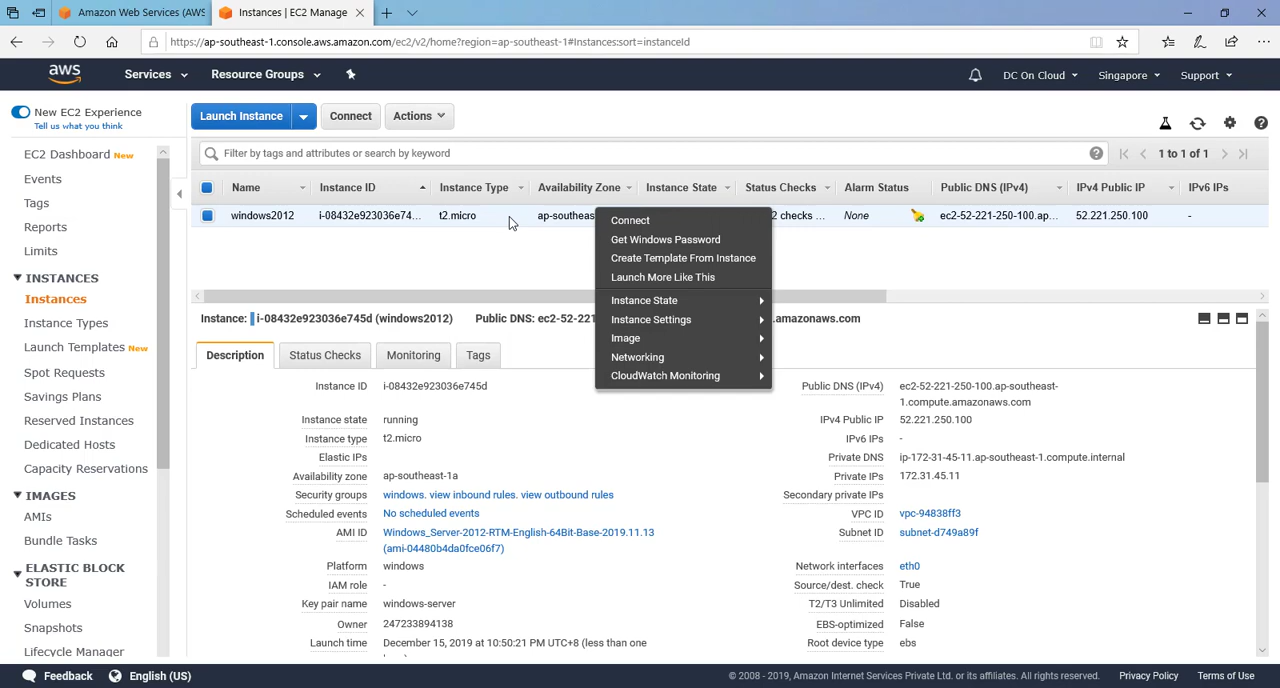 Amazon Web Services (AWS
Instances | EC2 Manage
https://ap-southeast-1.console.aws.amazon.com/ec2/v2/home?region=ap-southeast-1#Instances:sort=instanceId
aws
Services
Resource Groups
DC On Cloud
Singapore
Support
New EC2 Experience
Tell us what you think
EC2 Dashboard New
Events
Tags
Reports
Limits
INSTANCES
Instances
Instance Types
Launch Templates New
Spot Requests
Savings Plans
Reserved Instances
Dedicated Hosts
Capacity Reservations
IMAGES
AMIs
Bundle Tasks
ELASTIC BLOCK
STORE
Volumes
Snapshots
Lifecycle Manager
Launch Instance
Connect
Actions
Filter by tags and attributes or search by keyword
1 to 1 of 1
Name Instance ID Instance Type Availability Zone Instance State Status Checks Alarm Status Public DNS (IPv4) IPv4 Public IP IPv6 IPs
windows2012 i-08432e923036e74... t2.micro ap-southeas 2 checks ... None ec2-52-221-250-100.ap... 52.221.250.100 -
Connect
Get Windows Password
Create Template From Instance
Launch More Like This
Instance State
Instance Settings
Image
Networking
CloudWatch Monitoring
Instance: i-08432e923036e745d (windows2012) Public DNS: ec2-52-221 .amazonaws.com
Description
Status Checks
Monitoring
Tags
Instance ID i-08432e923036e745d
Instance state running
Instance type t2.micro
Elastic IPs
Availability zone ap-southeast-1a
Security groups windows. view inbound rules. view outbound rules
Scheduled events No scheduled events
AMI ID Windows_Server-2012-RTM-English-64Bit-Base-2019.11.13
(ami-04480b4da0fce06f7)
Platform windows
IAM role -
Key pair name windows-server
Owner 247233894138
Launch time December 15, 2019 at 10:50:21 PM UTC+8 (less than one
Public DNS (IPv4) ec2-52-221-250-100.ap-southeast-
1.compute.amazonaws.com
IPv4 Public IP 52.221.250.100
IPv6 IPs -
Private DNS ip-172-31-45-11.ap-southeast-1.compute.internal
Private IPs 172.31.45.11
Secondary private IPs
VPC ID vpc-94838ff3
Subnet ID subnet-d749a89f
Network interfaces eth0
Source/dest. check True
T2/T3 Unlimited Disabled
EBS-optimized False
Root device type ebs
Feedback
English (US)
© 2008 - 2019, Amazon Internet Services Private Ltd. or its affiliates. All rights reserved.
Privacy Policy
Terms of Use